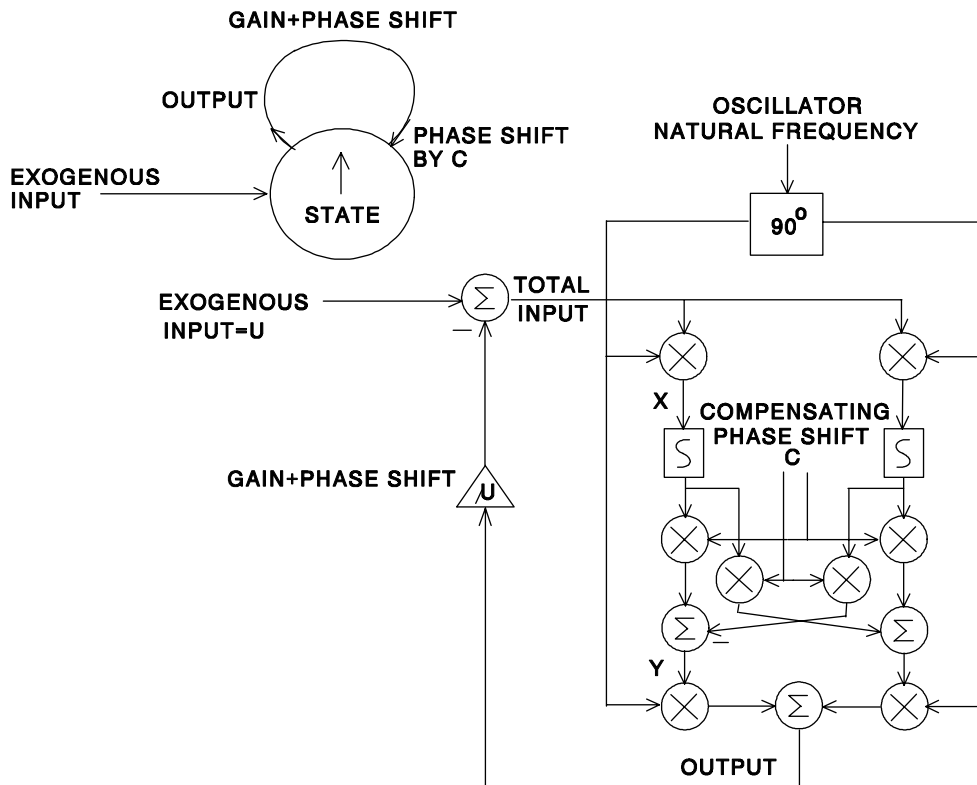 GAIN+PHASE SHIFT
OUTPUT
PHASE SHIFT
BY C
EXOGENOUS
INPUT
STATE
OSCILLATOR
NATURAL FREQUENCY
90°
EXOGENOUS
INPUT=U
Σ
TOTAL
INPUT
X
COMPENSATING
PHASE SHIFT
C
S
S
GAIN+PHASE SHIFT
μ
Σ
Σ
Y
Σ
OUTPUT